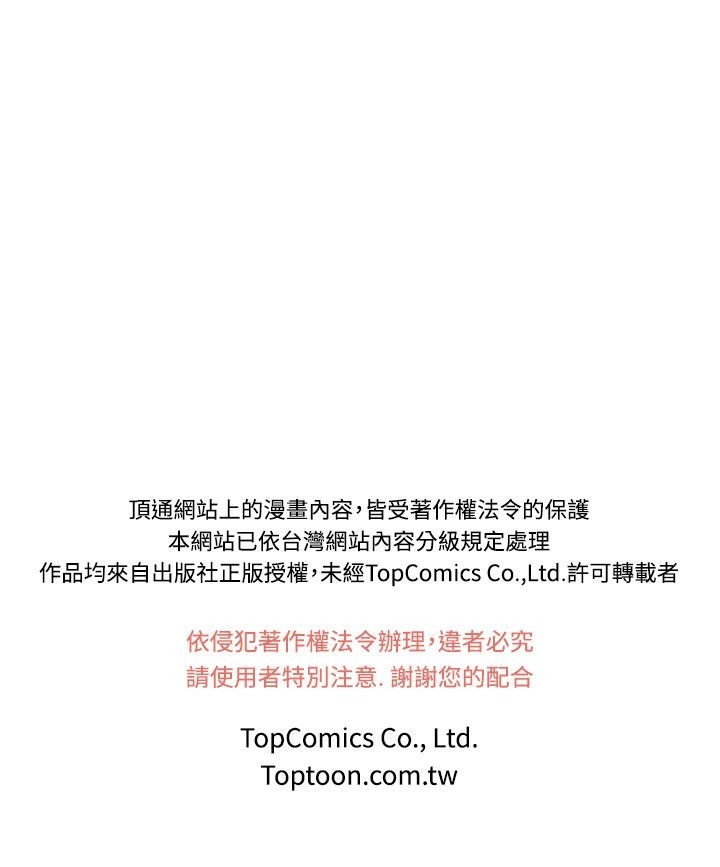 頂通網站上的漫畫內容，皆受著作權法令的保護
本網站已依台灣網站內容分級規定處理
作品均來自出版社正版授權，未經TopComics Co.,Ltd.許可轉載者
依侵犯著作權法令辦理，違者必究
請使用者特別注意. 謝謝您的配合
TopComics Co., Ltd.
Toptoon.com.tw